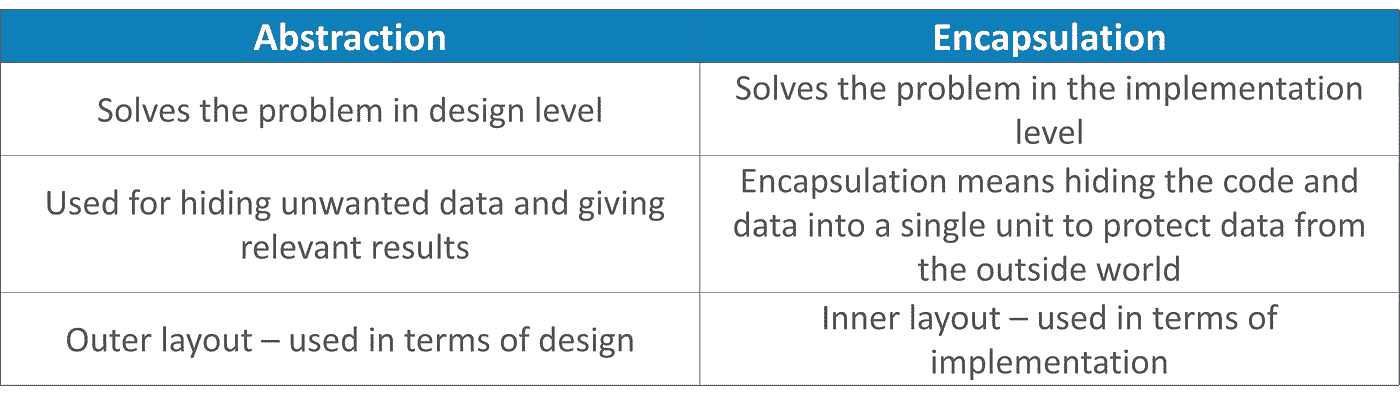 Abstraction
Encapsulation
Solves the problem in design level
Solves the problem in the implementation
level
Used for hiding unwanted data and giving
relevant results
Encapsulation means hiding the code and
data into a single unit to protect data from
the outside world
Outer layout – used in terms of design
Inner layout – used in terms of
implementation